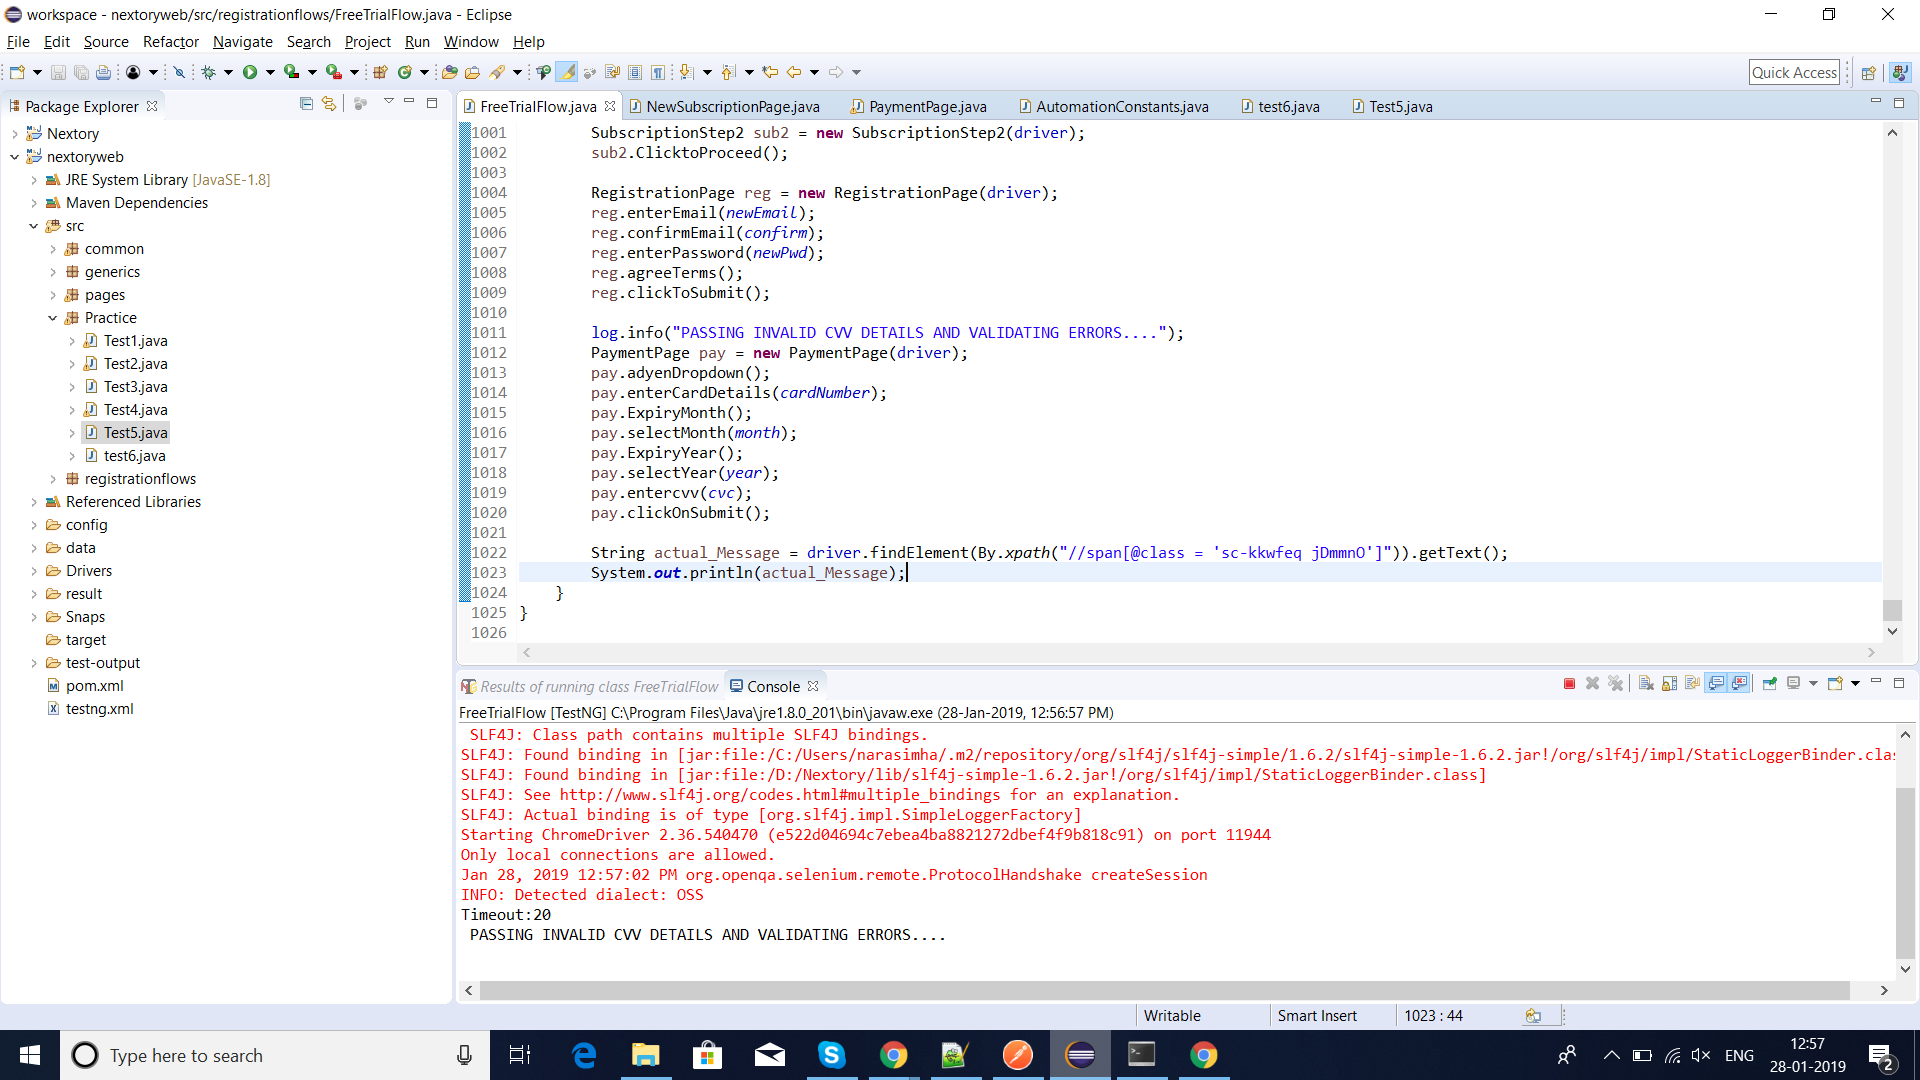 workspace - nextoryweb/src/registrationflows/FreeTrialFlow.java - Eclipse
File Edit Source Refactor Navigate Search Project Run Window Help
Quick Access
Package Explorer
Nextory
nextoryweb
JRE System Library [JavaSE-1.8]
Maven Dependencies
src
common
generics
pages
Practice
Test1.java
Test2.java
Test3.java
Test4.java
Test5.java
test6.java
registrationflows
Referenced Libraries
config
data
Drivers
result
Snaps
target
test-output
pom.xml
testng.xml
FreeTrialFlow.java NewSubscriptionPage.java PaymentPage.java AutomationConstants.java test6.java Test5.java
1001 SubscriptionStep2 sub2 = new SubscriptionStep2(driver);
1002 sub2.ClicktoProceed();
1003
1004 RegistrationPage reg = new RegistrationPage(driver);
1005 reg.enterEmail(newEmail);
1006 reg.confirmEmail(confirm);
1007 reg.enterPassword(newPwd);
1008 reg.agreeTerms();
1009 reg.clickToSubmit();
1010
1011 log.info("PASSING INVALID CVV DETAILS AND VALIDATING ERRORS....");
1012 PaymentPage pay = new PaymentPage(driver);
1013 pay.adyenDropdown();
1014 pay.enterCardDetails(cardNumber);
1015 pay.ExpiryMonth();
1016 pay.selectMonth(month);
1017 pay.ExpiryYear();
1018 pay.selectYear(year);
1019 pay.entercvv(cvc);
1020 pay.clickOnSubmit();
1021
1022 String actual_Message = driver.findElement(By.xpath("//span[@class = 'sc-kkwfeq jDmmnO']")).getText();
1023 System.out.println(actual_Message);
1024 }
1025 }
1026
Results of running class FreeTrialFlow Console
FreeTrialFlow [TestNG] C:\Program Files\Java\jre1.8.0_201\bin\javaw.exe (28-Jan-2019, 12:56:57 PM)
SLF4J: Class path contains multiple SLF4J bindings.
SLF4J: Found binding in [jar:file:/C:/Users/narasimha/.m2/repository/org/slf4j/slf4j-simple/1.6.2/slf4j-simple-1.6.2.jar!/org/slf4j/impl/StaticLoggerBinder.clas
SLF4J: Found binding in [jar:file:/D:/Nextory/lib/slf4j-simple-1.6.2.jar!/org/slf4j/impl/StaticLoggerBinder.class]
SLF4J: See http://www.slf4j.org/codes.html#multiple_bindings for an explanation.
SLF4J: Actual binding is of type [org.slf4j.impl.SimpleLoggerFactory]
Starting ChromeDriver 2.36.540470 (e522d04694c7ebea4ba8821272dbef4f9b818c91) on port 11944
Only local connections are allowed.
Jan 28, 2019 12:57:02 PM org.openqa.selenium.remote.ProtocolHandshake createSession
INFO: Detected dialect: OSS
Timeout:20
PASSING INVALID CVV DETAILS AND VALIDATING ERRORS....
Writable Smart Insert 1023 : 44
Type here to search
ENG
12:57
28-01-2019
2